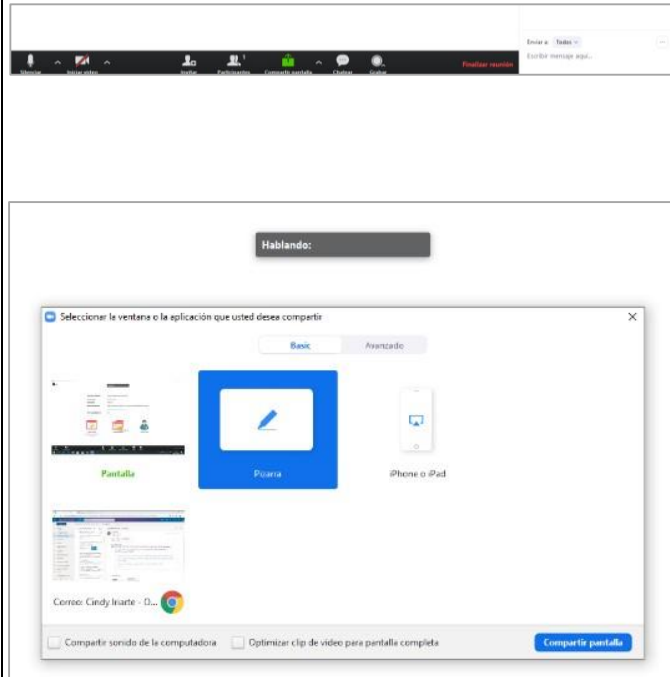 Enviar a: Todos
Escribir mensaje aquí...
Silenciar Iniciar video Invitar Participantes 1 Compartir pantalla Chatear Grabar Finalizar reunión
Hablando:
Seleccionar la ventana o la aplicación que usted desea compartir
Basic Avanzado
Pantalla Pizarra iPhone o iPad
Correo: Cindy Iriarte - O...
Compartir sonido de la computadora Optimizar clip de video para pantalla completa Compartir pantalla